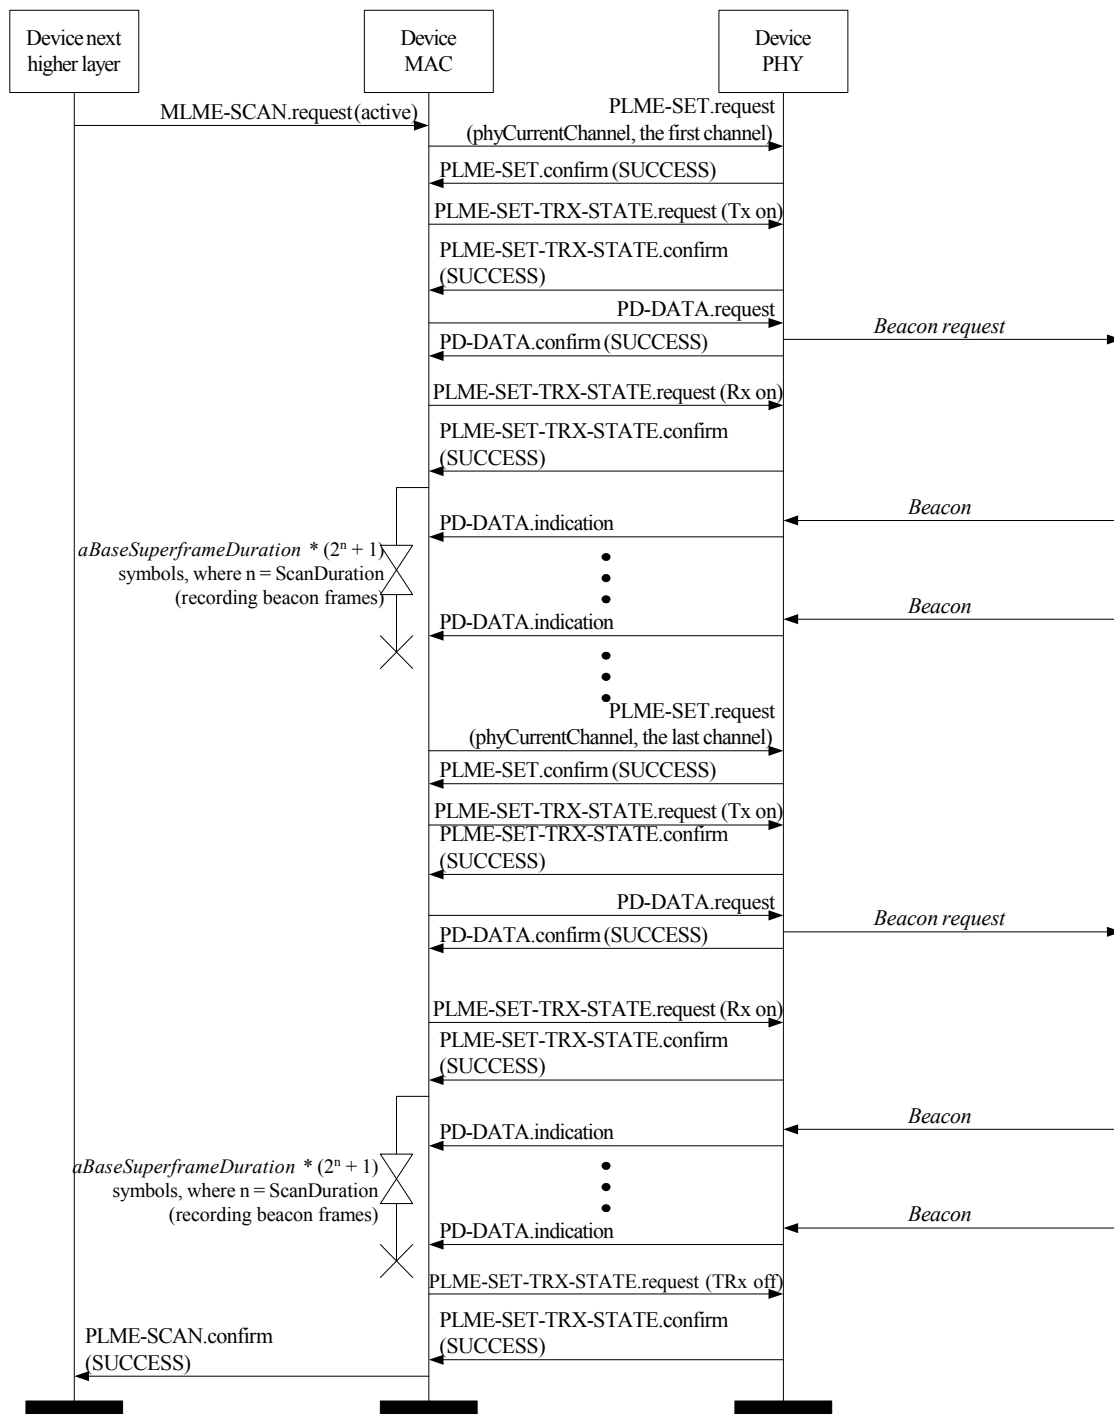 Device next
higher layer
Device
MAC
Device
PHY
MLME-SCAN.request (active)
PLME-SET.request
(phyCurrentChannel, the first channel)
PLME-SET.confirm (SUCCESS)
PLME-SET-TRX-STATE.request (Tx on)
PLME-SET-TRX-STATE.confirm
(SUCCESS)
PD-DATA.request
Beacon request
PD-DATA.confirm (SUCCESS)
PLME-SET-TRX-STATE.request (Rx on)
PLME-SET-TRX-STATE.confirm
(SUCCESS)
Beacon
PD-DATA.indication
aBaseSuperframeDuration * (2ⁿ + 1)
symbols, where n = ScanDuration
(recording beacon frames)
Beacon
PD-DATA.indication
PLME-SET.request
(phyCurrentChannel, the last channel)
PLME-SET.confirm (SUCCESS)
PLME-SET-TRX-STATE.request (Tx on)
PLME-SET-TRX-STATE.confirm
(SUCCESS)
PD-DATA.request
Beacon request
PD-DATA.confirm (SUCCESS)
PLME-SET-TRX-STATE.request (Rx on)
PLME-SET-TRX-STATE.confirm
(SUCCESS)
Beacon
PD-DATA.indication
aBaseSuperframeDuration * (2ⁿ + 1)
symbols, where n = ScanDuration
(recording beacon frames)
Beacon
PD-DATA.indication
PLME-SET-TRX-STATE.request (TRx off)
PLME-SET-TRX-STATE.confirm
(SUCCESS)
PLME-SCAN.confirm
(SUCCESS)